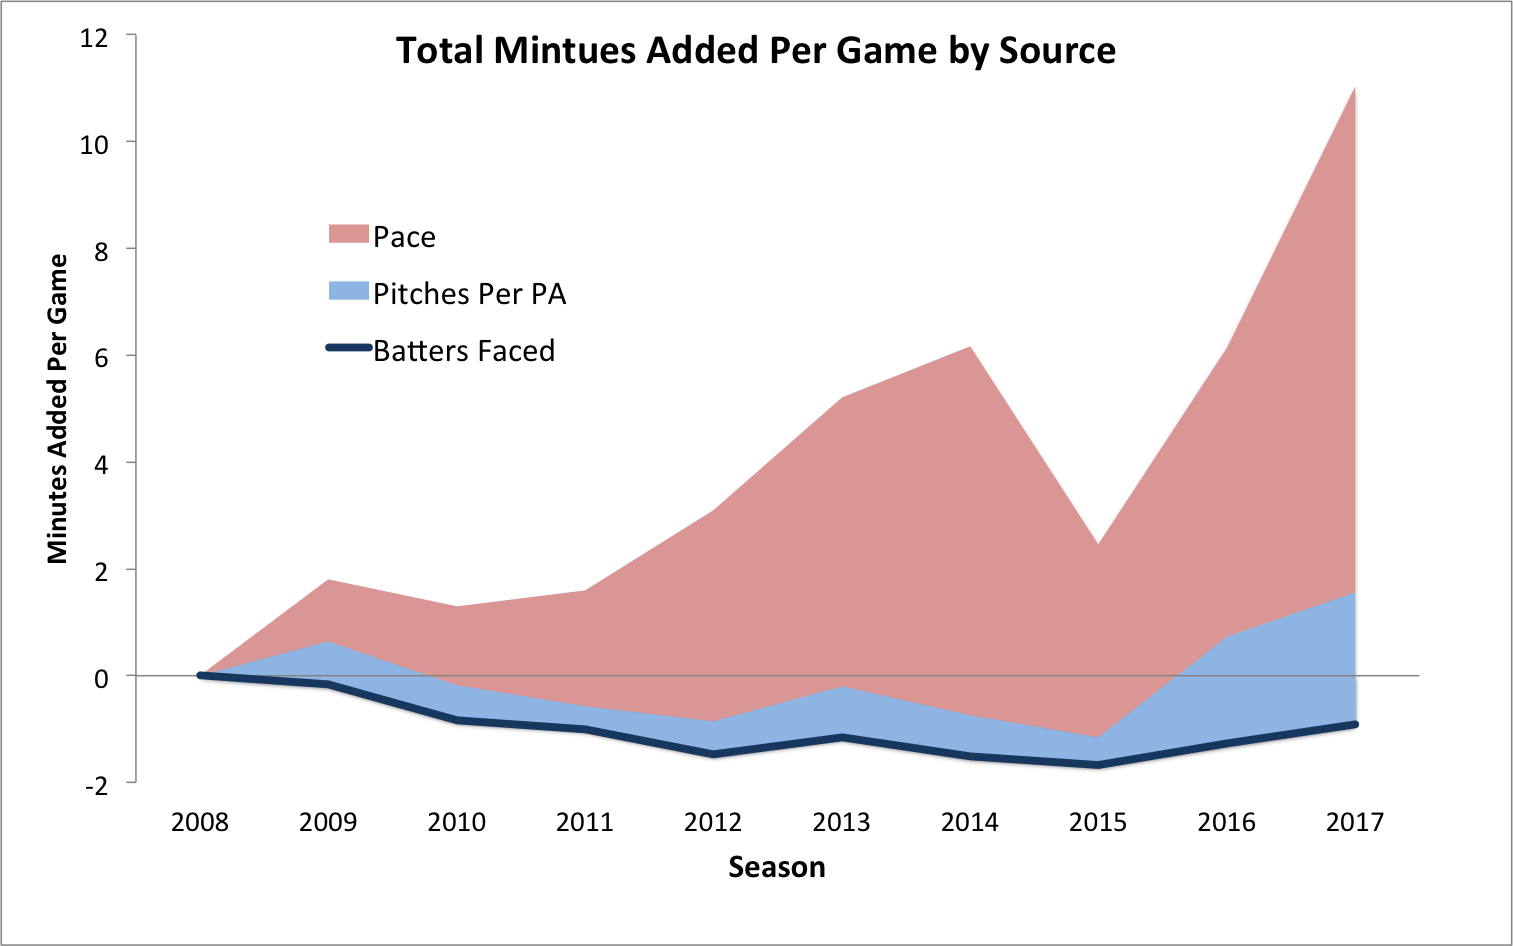 Total Mintues Added Per Game by Source
Minutes Added Per Game
12
10
8
6
4
2
0
-2
Pace
Pitches Per PA
Batters Faced
2008 2009 2010 2011 2012 2013 2014 2015 2016 2017
Season